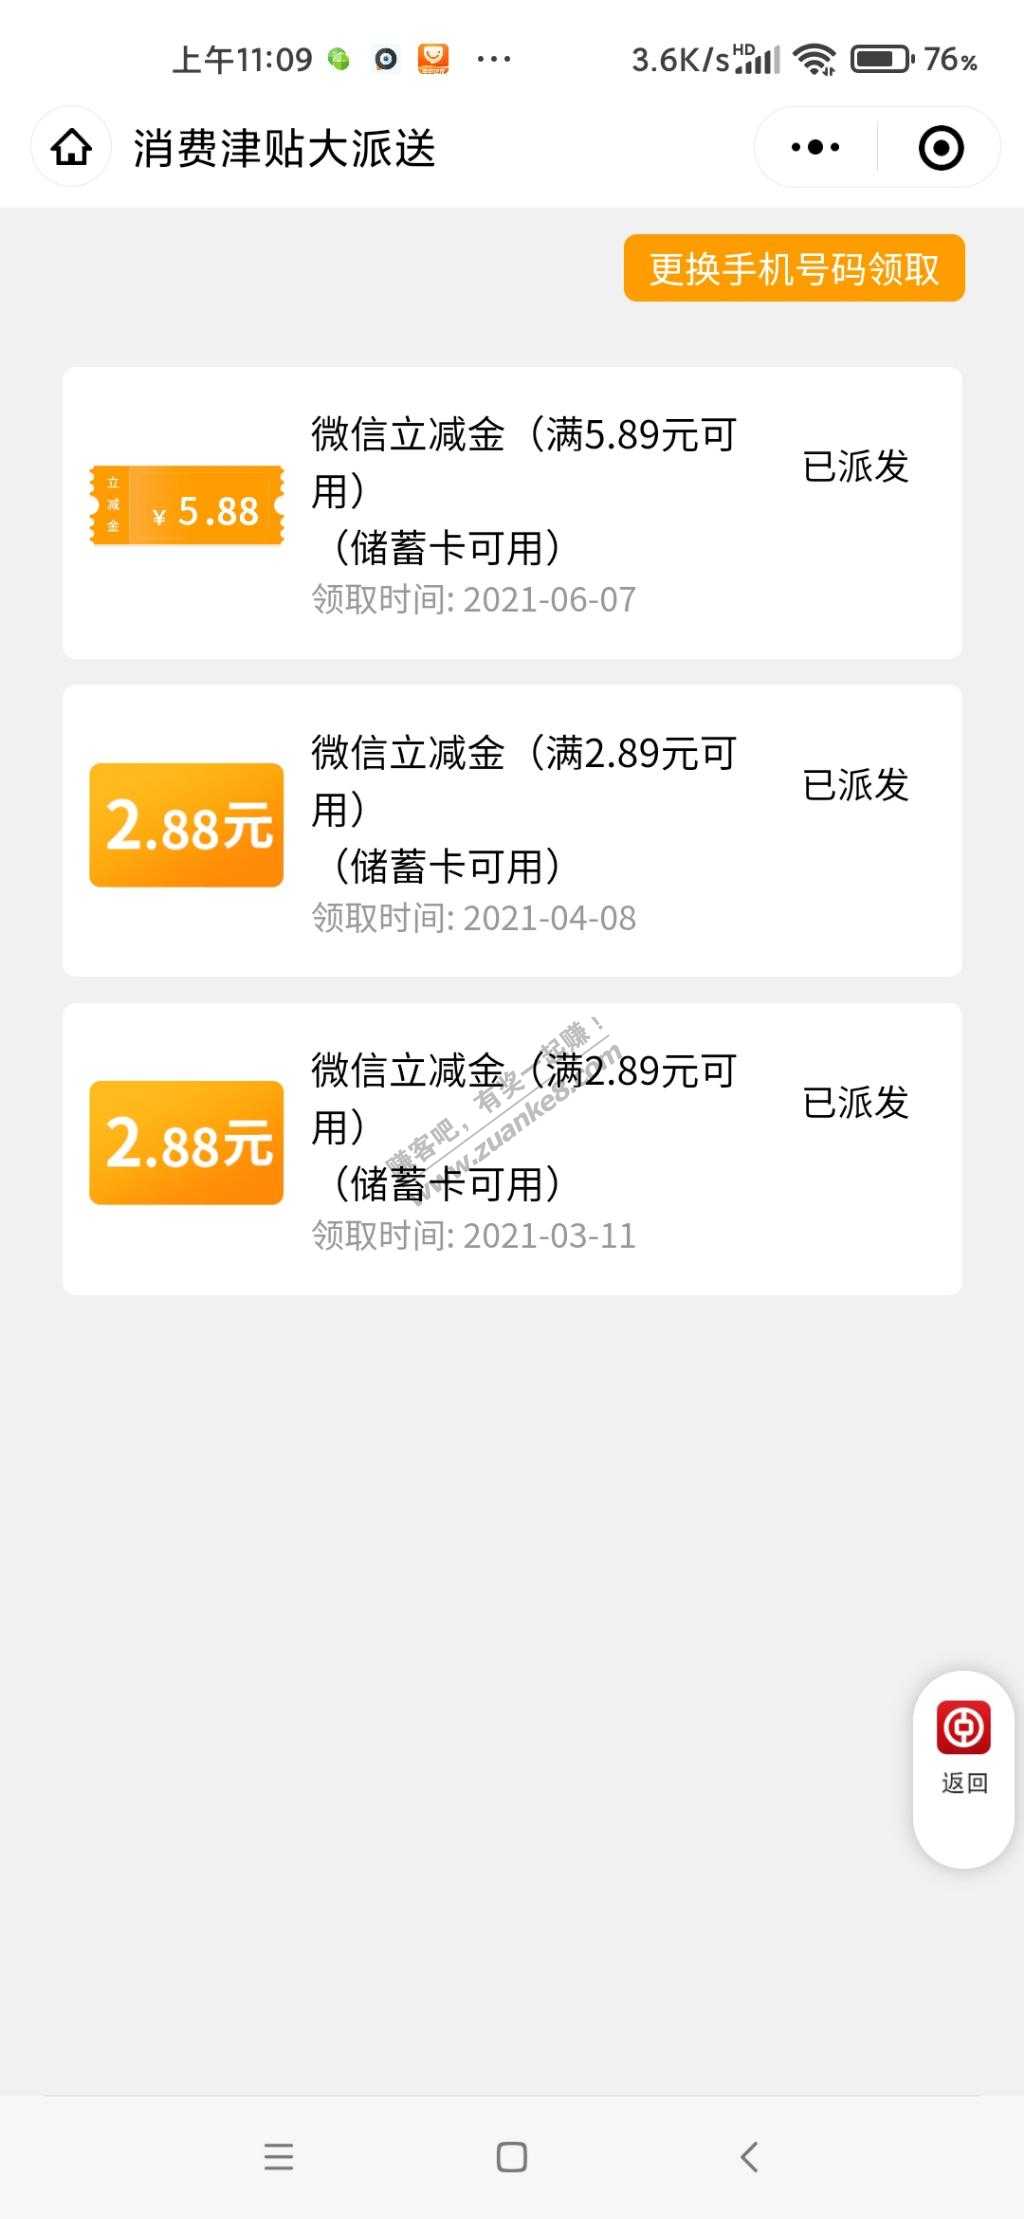 上午11:09
3.6K/s HD 76%
消费津贴大派送
更换手机号码领取
立减金
¥ 5.88
微信立减金（满5.89元可
用）
（储蓄卡可用）
领取时间: 2021-06-07
已派发
2.88元
微信立减金（满2.89元可
用）
（储蓄卡可用）
领取时间: 2021-04-08
已派发
2.88元
微信立减金（满2.89元可
用）
（储蓄卡可用）
领取时间: 2021-03-11
已派发
赚客吧，有奖一起赚！
www.zuanke8.com
返回